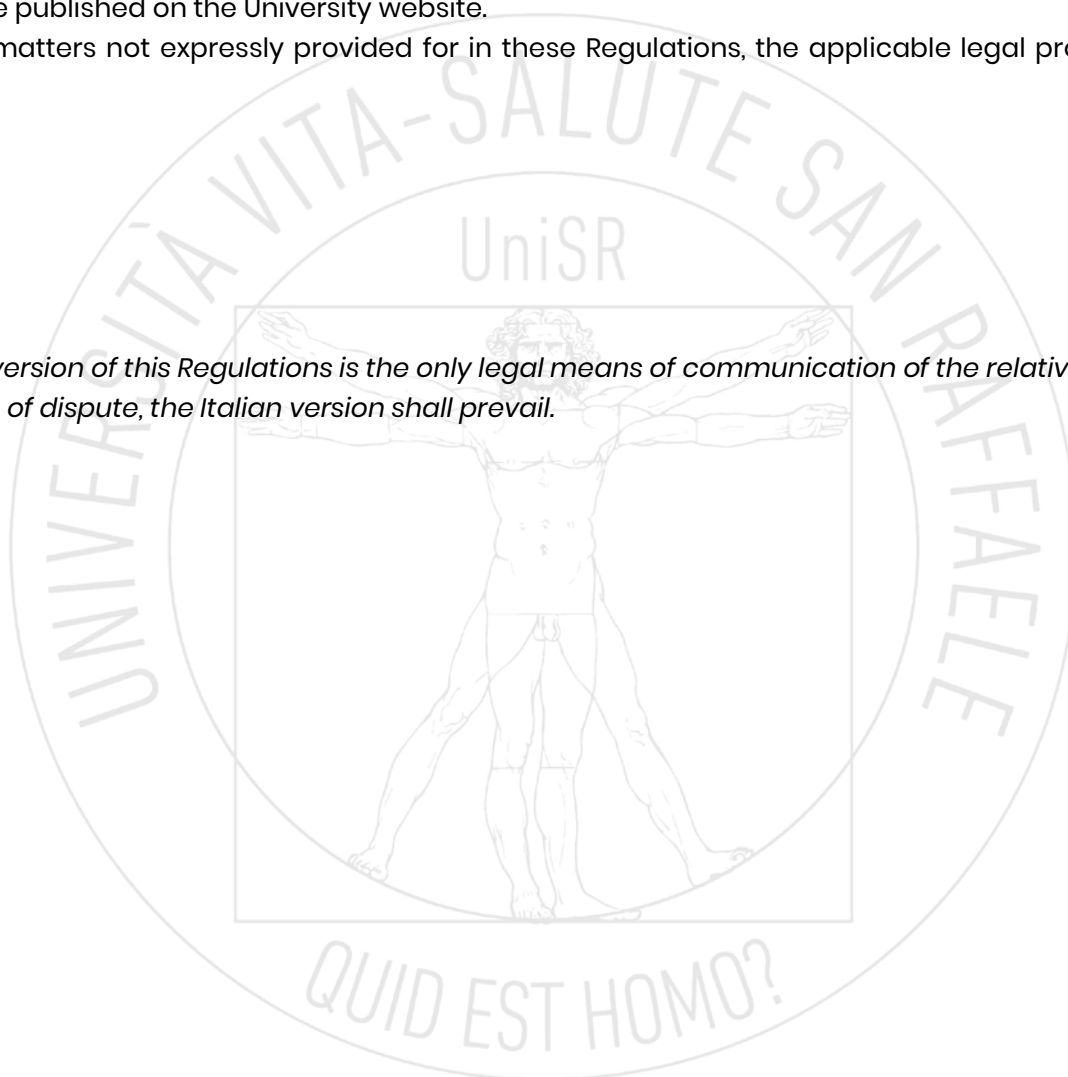 e published on the University website.
matters not expressly provided for in these Regulations, the applicable legal pro
UNIVERSITÀ VITA-SALUTE SAN RAFFAELE
UniSR
version of this Regulations is the only legal means of communication of the relativ
of dispute, the Italian version shall prevail.
QUID EST HOMO?